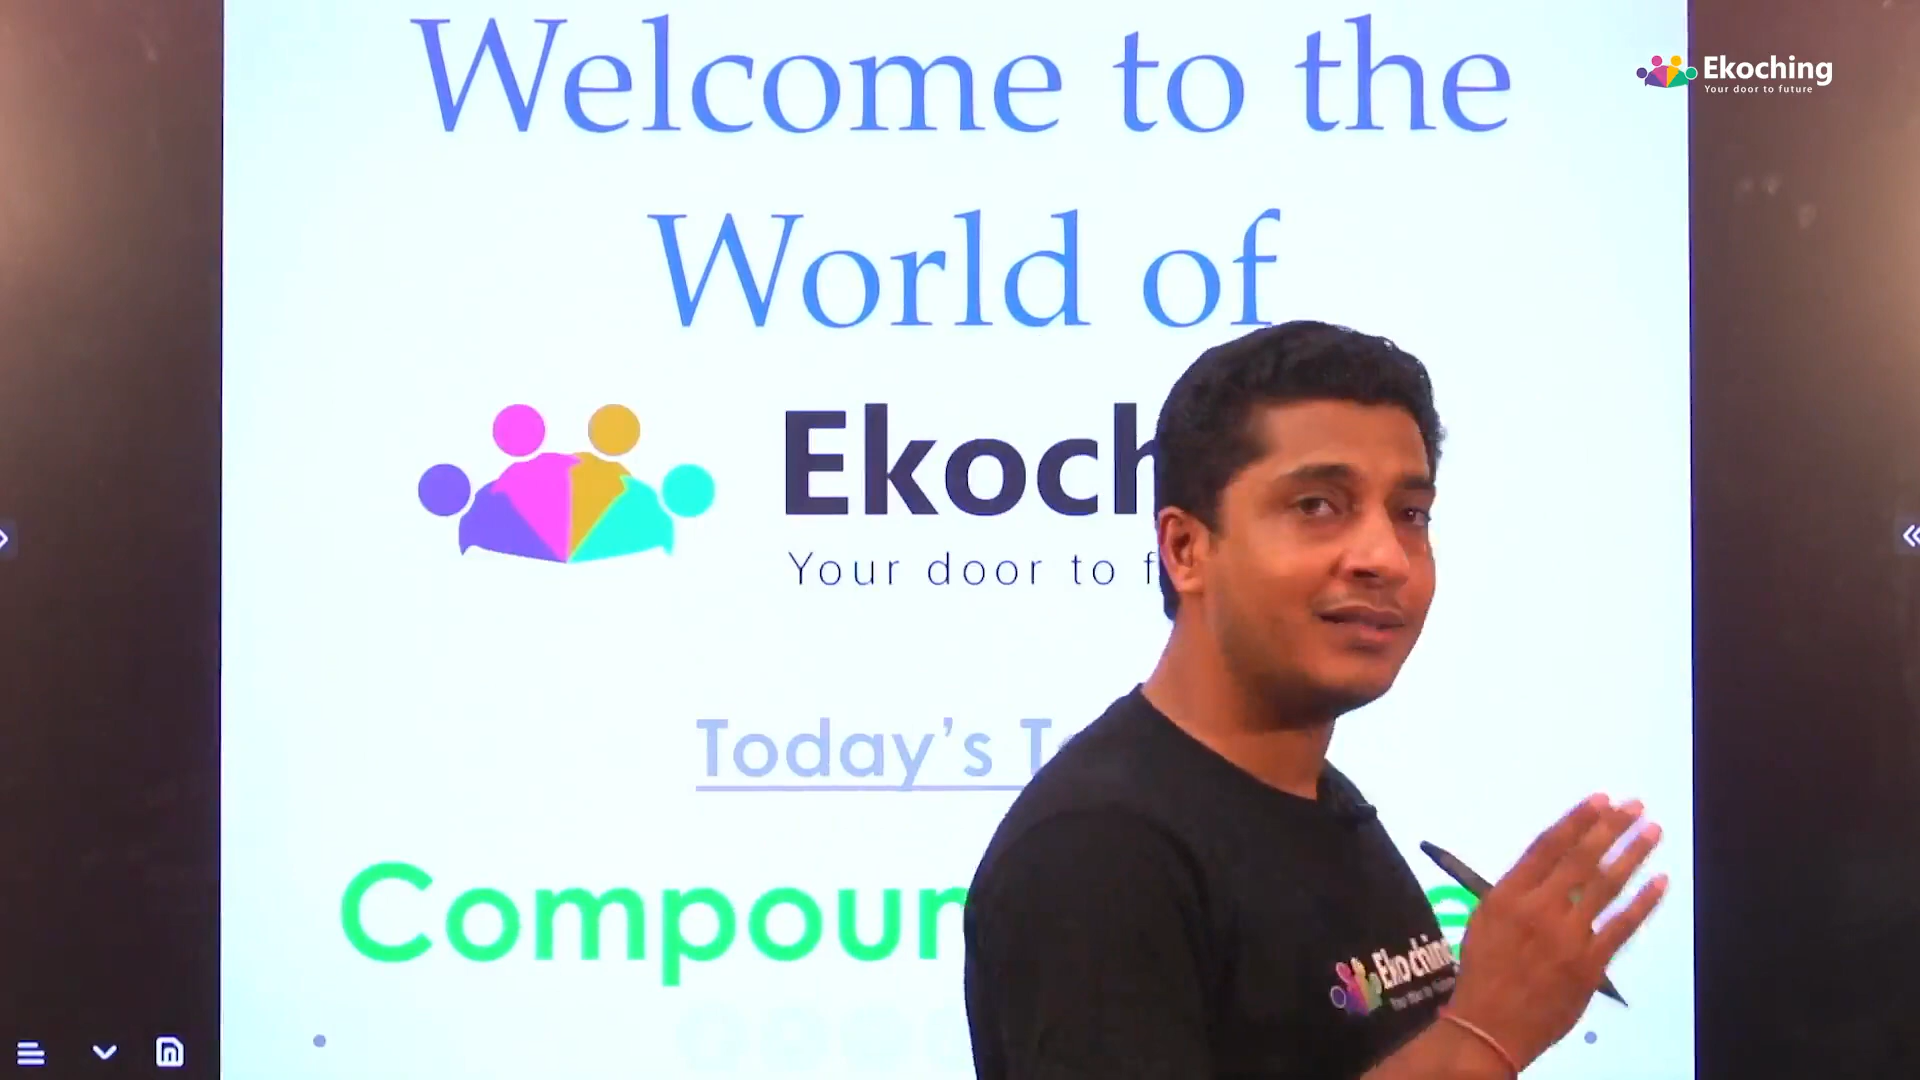 Welcome to the
World of
Ekoching
Your door to future
Ekoch
Your door to f
Today's T
Compoun
Ekoching